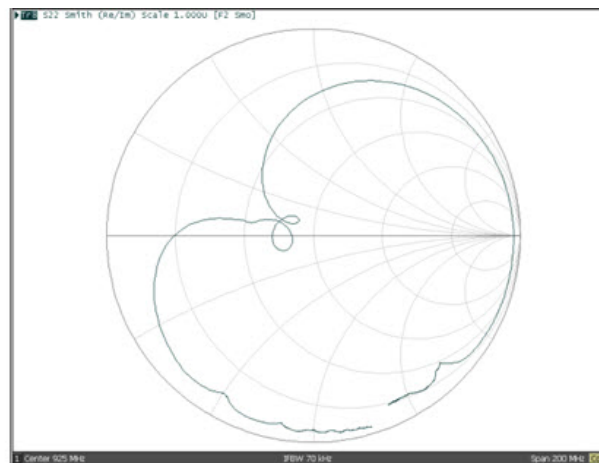 Tr3 S22 Smith (Re/Im) Scale 1.000U [F2 Smo]
1 Center 925 MHz IFBW 70 kHz Span 200 MHz